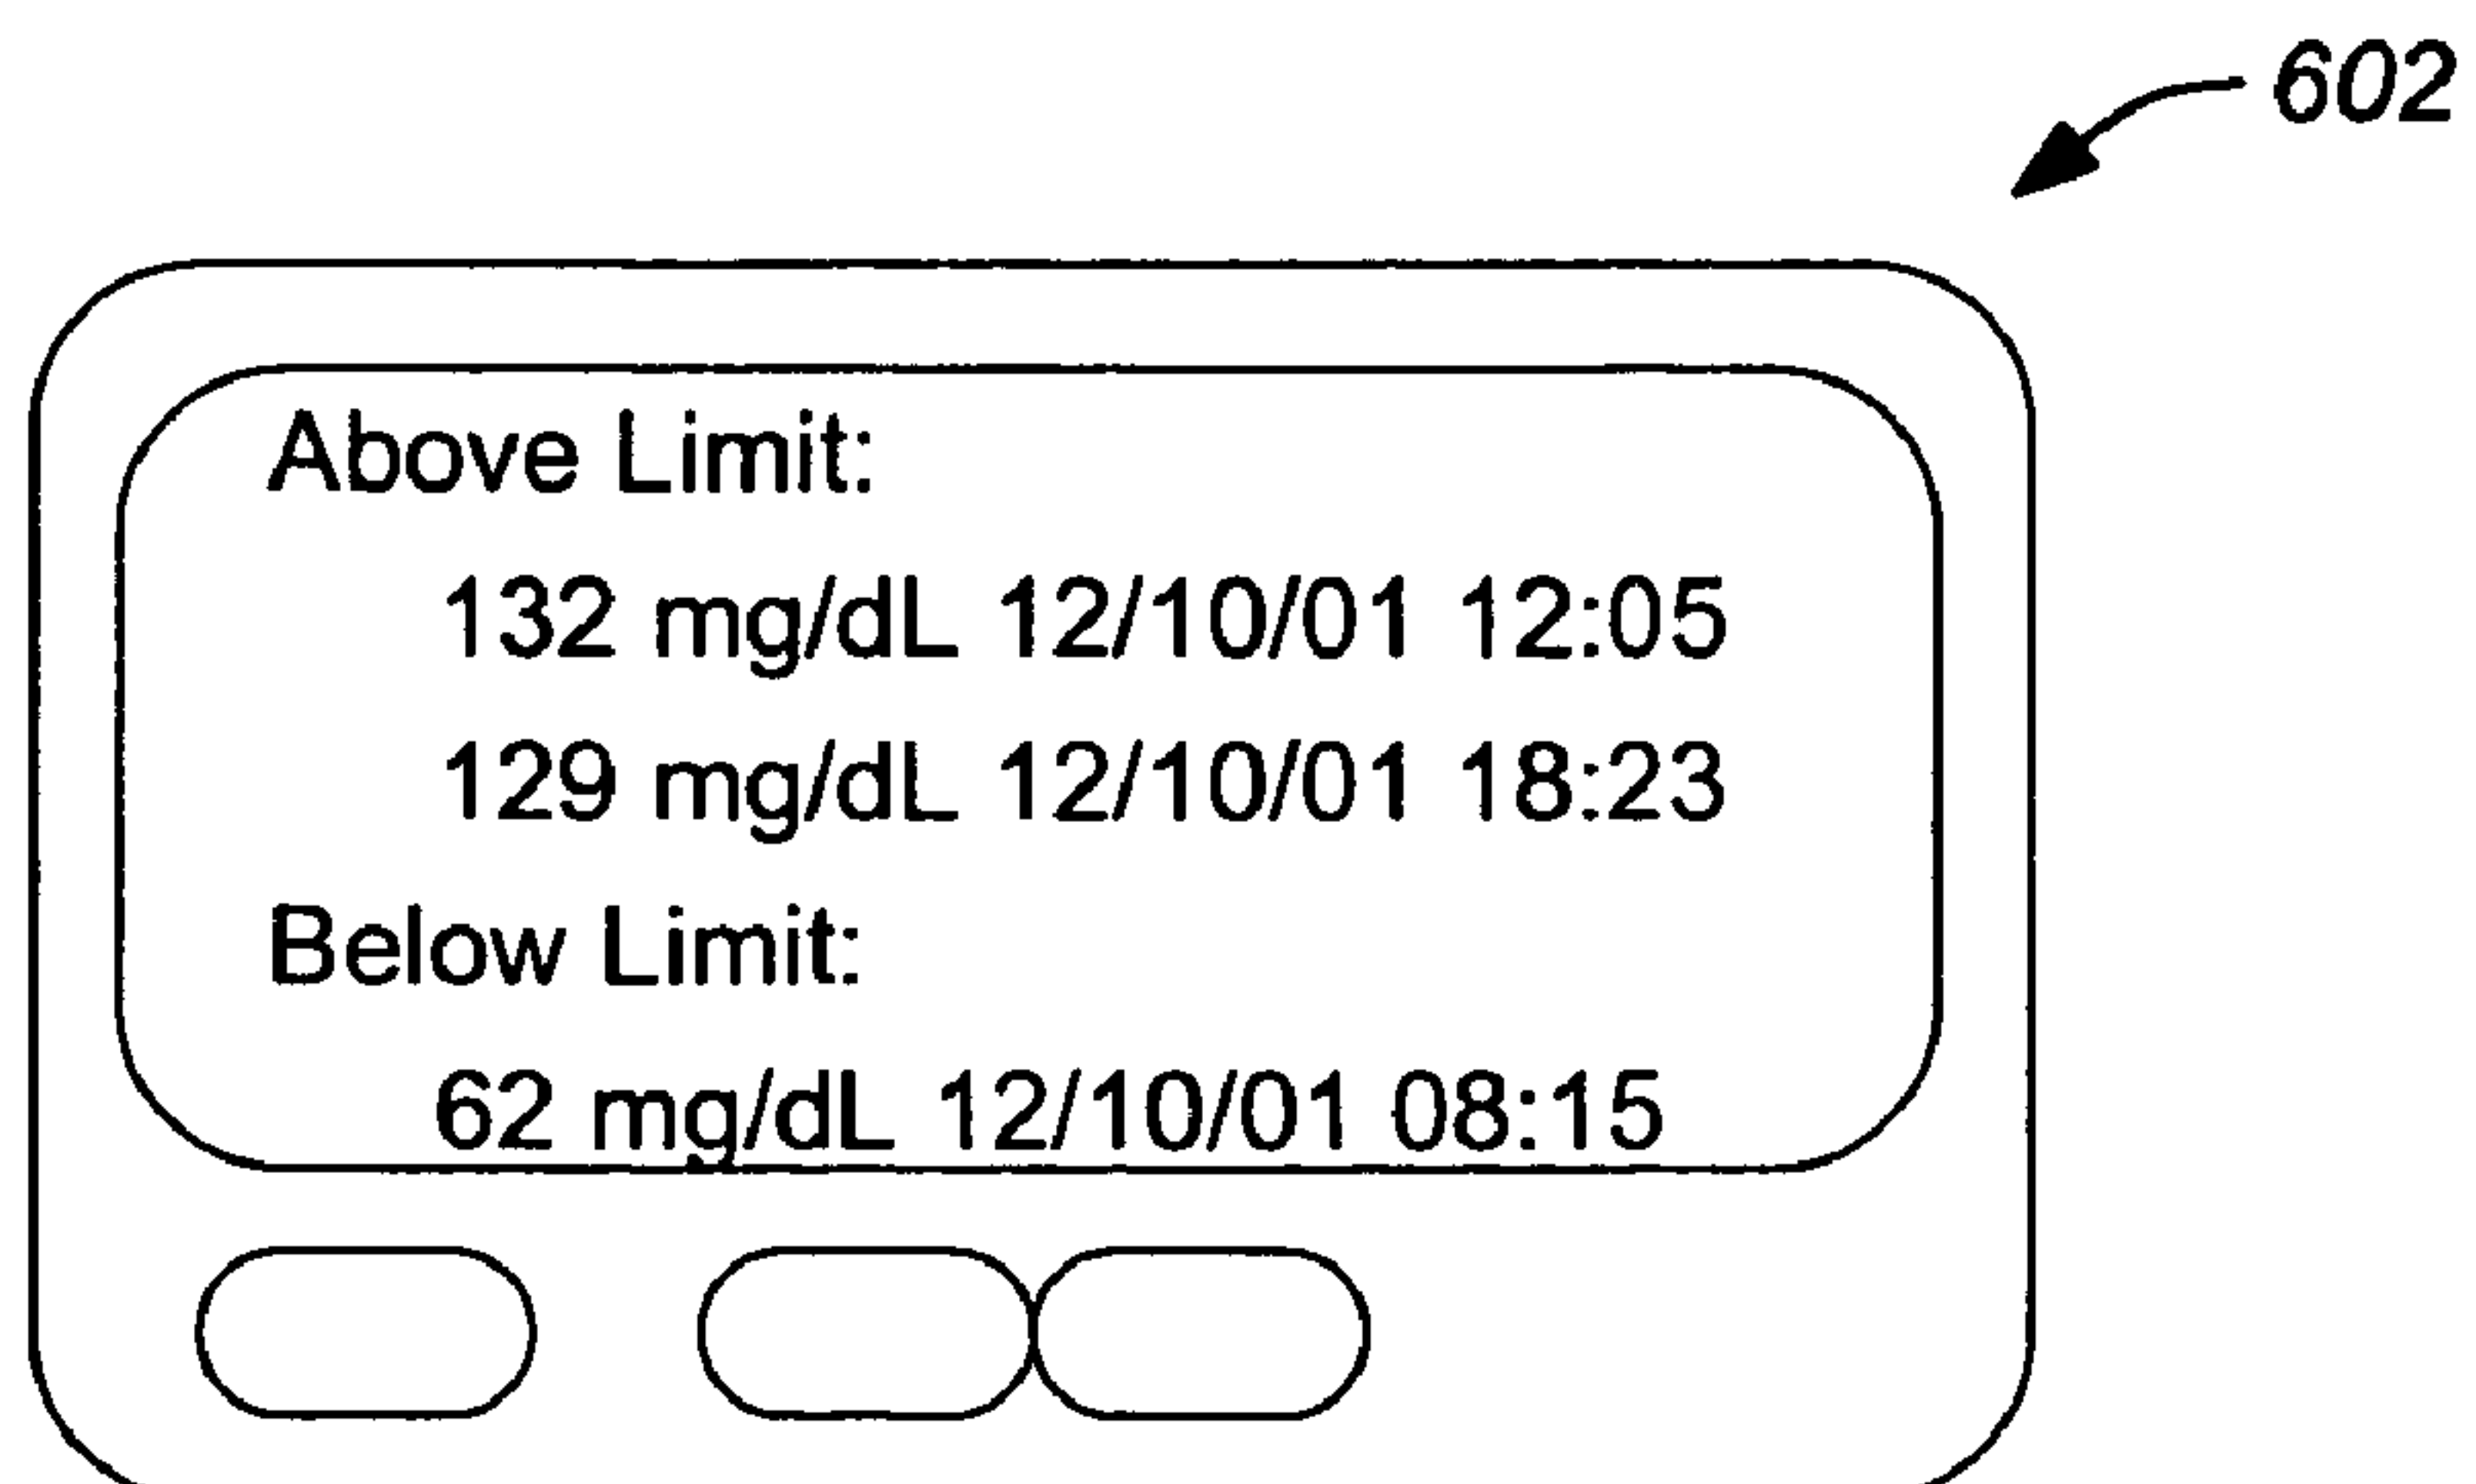 602
Above Limit:
132 mg/dL 12/10/01 12:05
129 mg/dL 12/10/01 18:23
Below Limit:
62 mg/dL 12/10/01 08:15